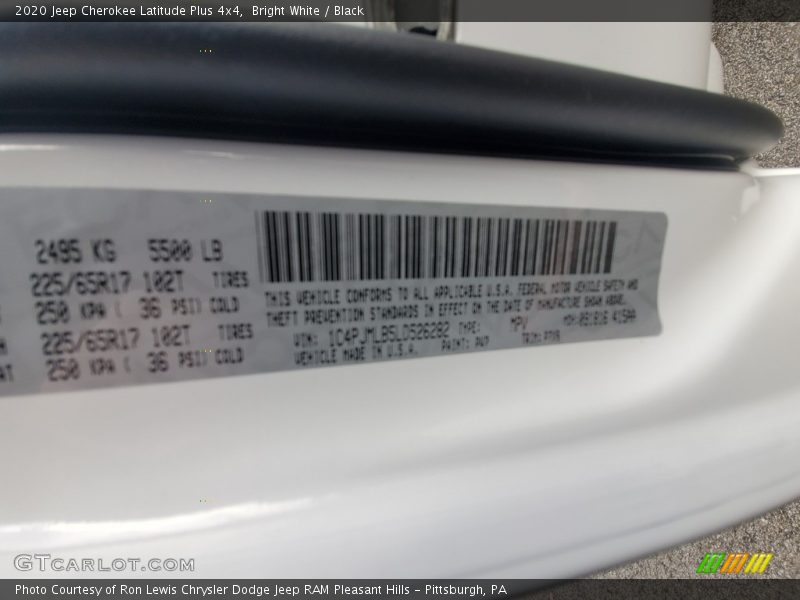 2020 Jeep Cherokee Latitude Plus 4x4,  Bright White / Black
2495 KG 5500 LB
225/65R17 102T TIRES
250 KPA ( 36 PSI) COLD
225/65R17 102T TIRES
250 KPA ( 36 PSI) COLD
THIS VEHICLE CONFORMS TO ALL APPLICABLE U.S.A. FEDERAL MOTOR VEHICLE SAFETY AND
THEFT PREVENTION STANDARDS IN EFFECT ON THE DATE OF MANUFACTURE SHOWN ABOVE.
VIN: 1C4PJMLB5LD526282 TYPE: MPV
VEHICLE MADE IN U.S.A. PAINT: PW7 TRIM:
GTCARLOT.COM
Photo Courtesy of Ron Lewis Chrysler Dodge Jeep RAM Pleasant Hills - Pittsburgh, PA